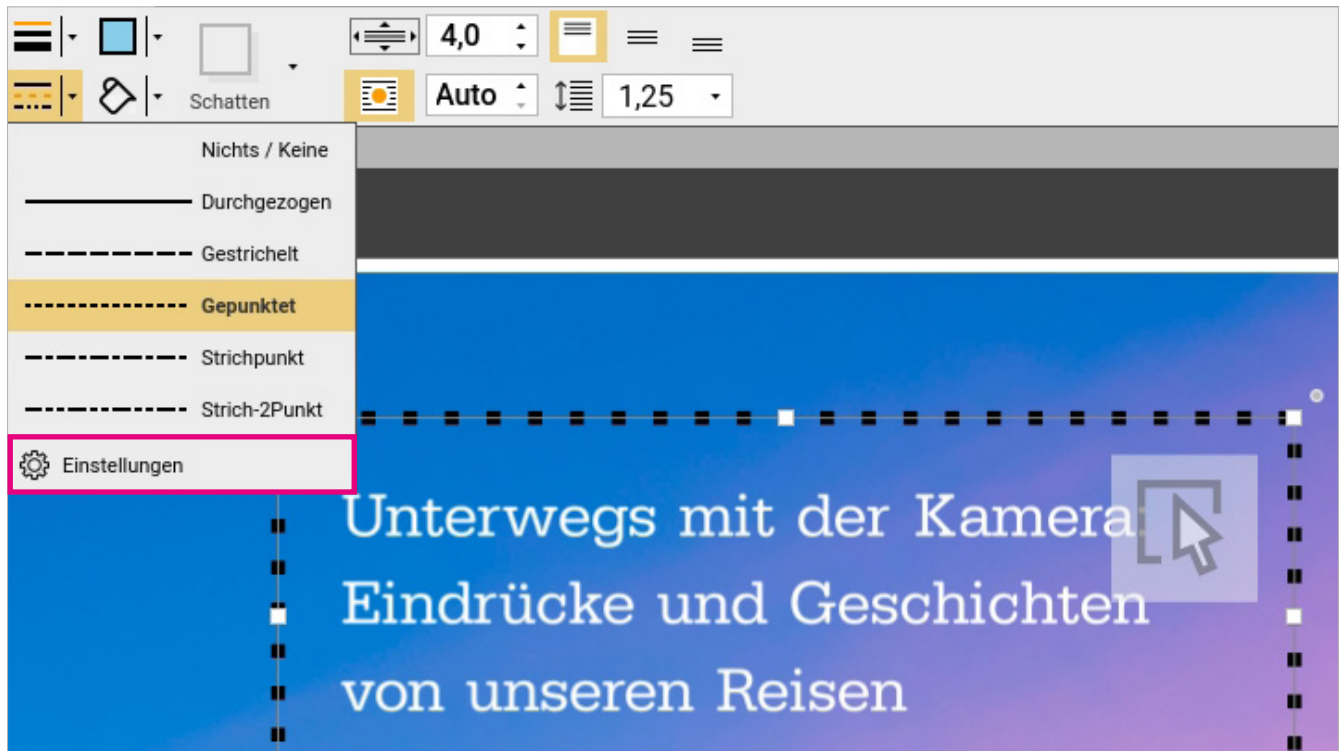 4,0
Schatten
Auto
1,25
Nichts / Keine
Durchgezogen
Gestrichelt
Gepunktet
Strichpunkt
Strich-2Punkt
Einstellungen
Unterwegs mit der Kamera:
Eindrücke und Geschichten
von unseren Reisen